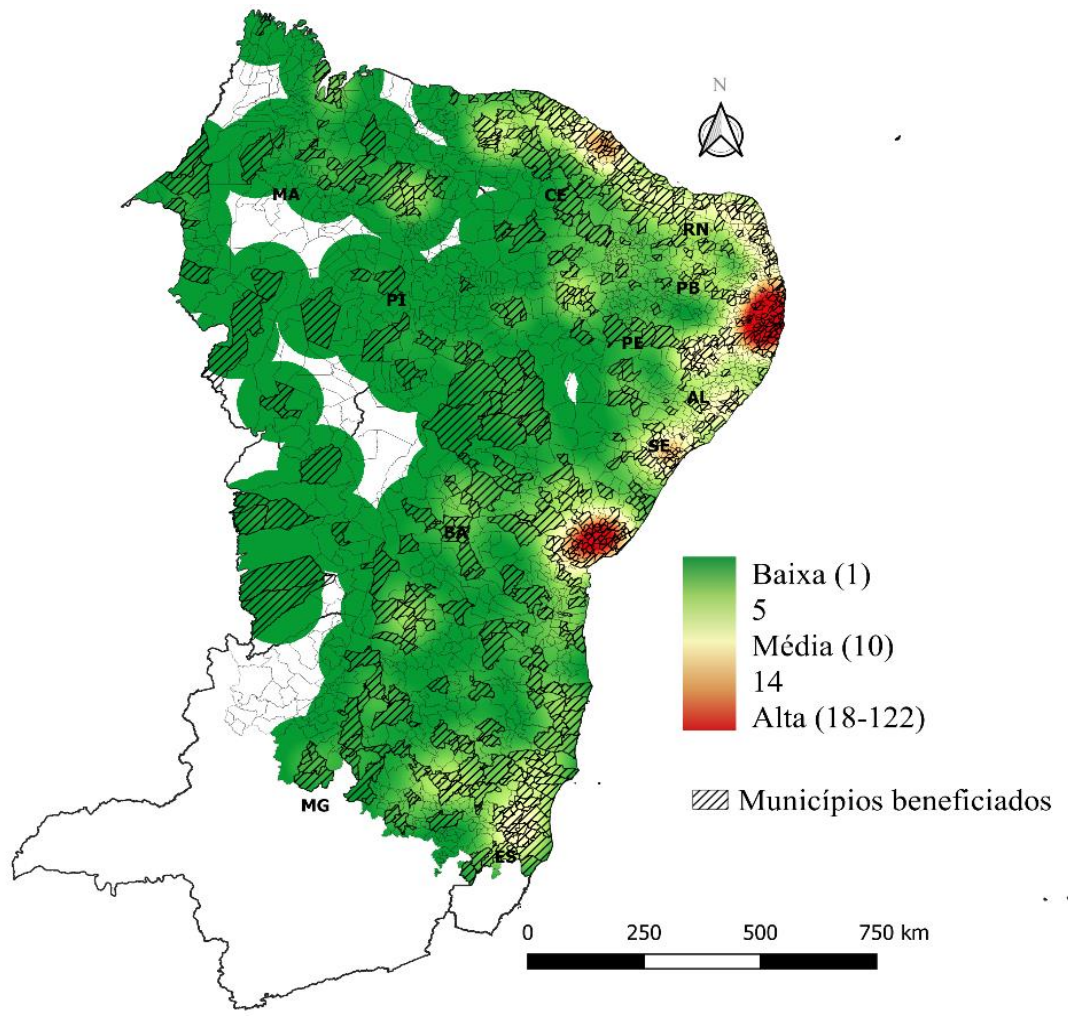 N
MA
CE
RN
PI
PB
PE
AL
SE
BA
Baixa (1)
5
Média (10)
14
Alta (18-122)
Municípios beneficiados
MG
ES
0 250 500 750 km